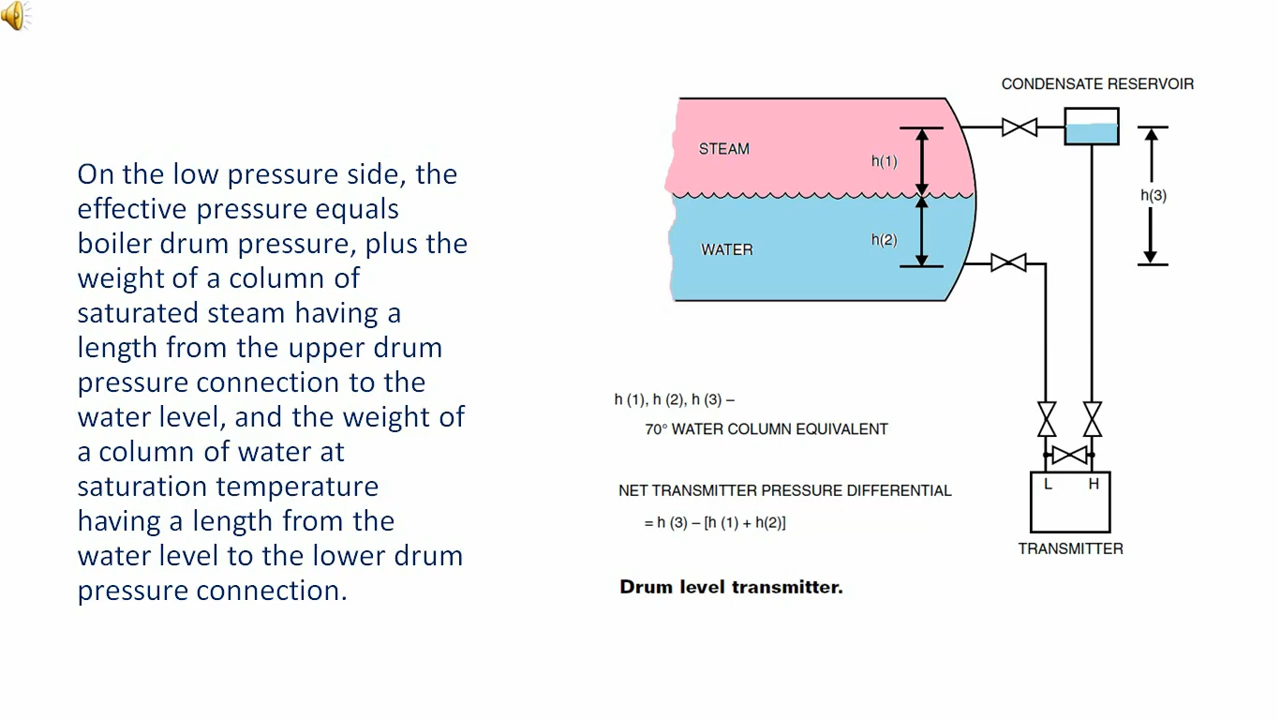 On the low pressure side, the
effective pressure equals
boiler drum pressure, plus the
weight of a column of
saturated steam having a
length from the upper drum
pressure connection to the
water level, and the weight of
a column of water at
saturation temperature
having a length from the
water level to the lower drum
pressure connection.
CONDENSATE RESERVOIR
STEAM
h(1)
h(3)
WATER
h(2)
h (1), h (2), h (3) –
70° WATER COLUMN EQUIVALENT
NET TRANSMITTER PRESSURE DIFFERENTIAL
= h (3) – [h (1) + h(2)]
L H
TRANSMITTER
Drum level transmitter.